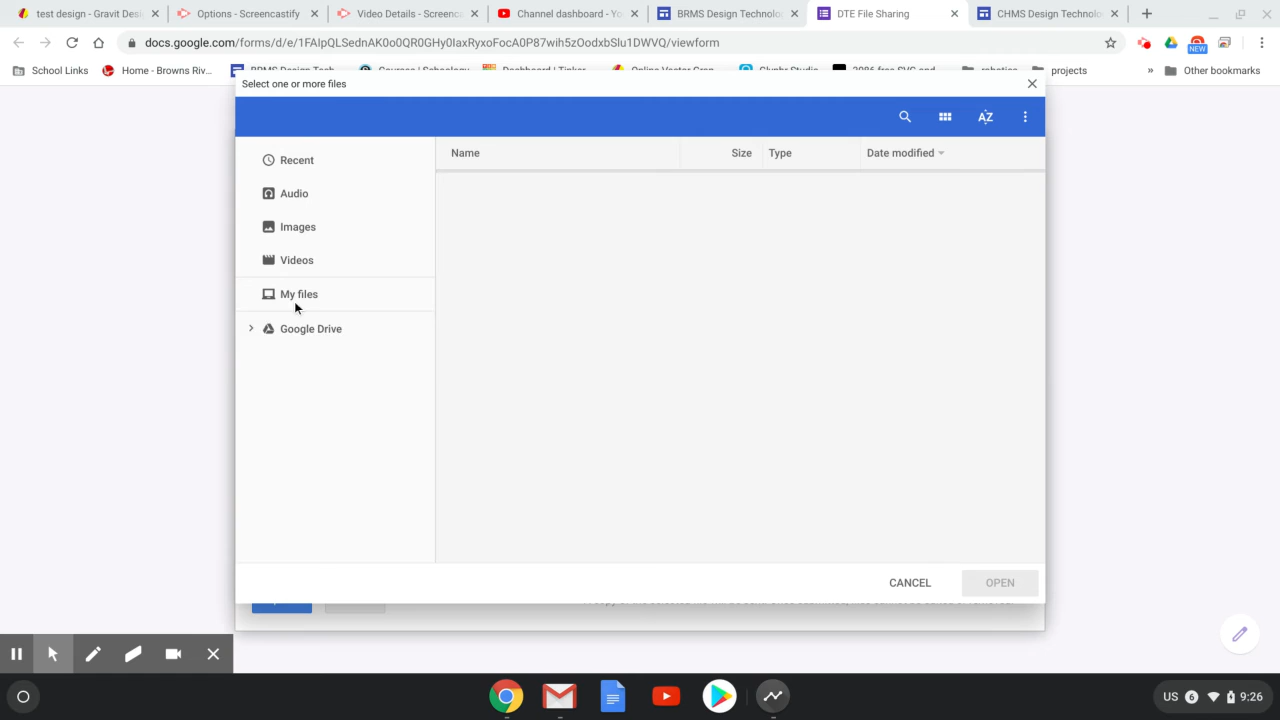 test design - Gravit Desi
Options - Screencastify
Video Details - Screenca
Channel dashboard - Yo
BRMS Design Technolo
DTE File Sharing
CHMS Design Technolo
docs.google.com/forms/d/e/1FAIpQLSednAK0o0QR0GHy0IaxRyxoFocA0P87wih5zOodxbSlu1DWVQ/viewform
NEW
School Links
Home - Browns Riv...
projects
»
Other bookmarks
Select one or more files
AZ
Recent
Audio
Images
Videos
My files
Google Drive
Name
Size
Type
Date modified
CANCEL
OPEN
US
6
9:26